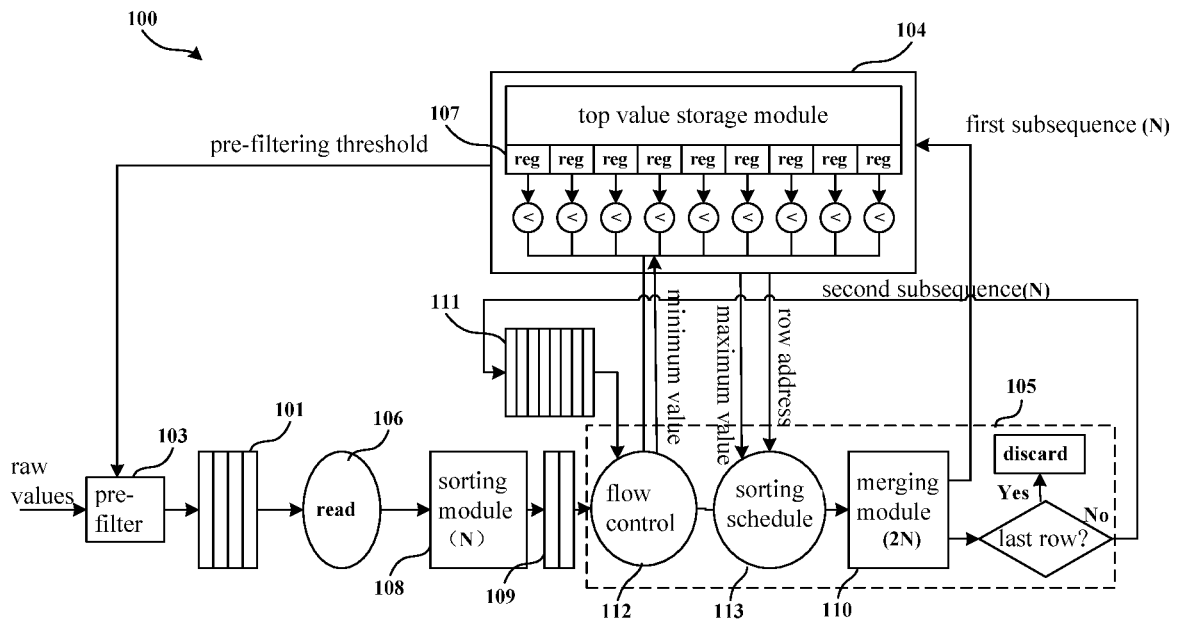 100
104
107
top value storage module
first subsequence (N)
pre-filtering threshold
reg reg reg reg reg reg reg reg reg
< < < < < < < < <
second subsequence(N)
111
minimum value
maximum value
row address
105
103
101
106
discard
raw values
pre-filter
read
sorting module (N)
flow control
sorting schedule
merging module (2N)
Yes
No
last row?
108
109
112
113
110